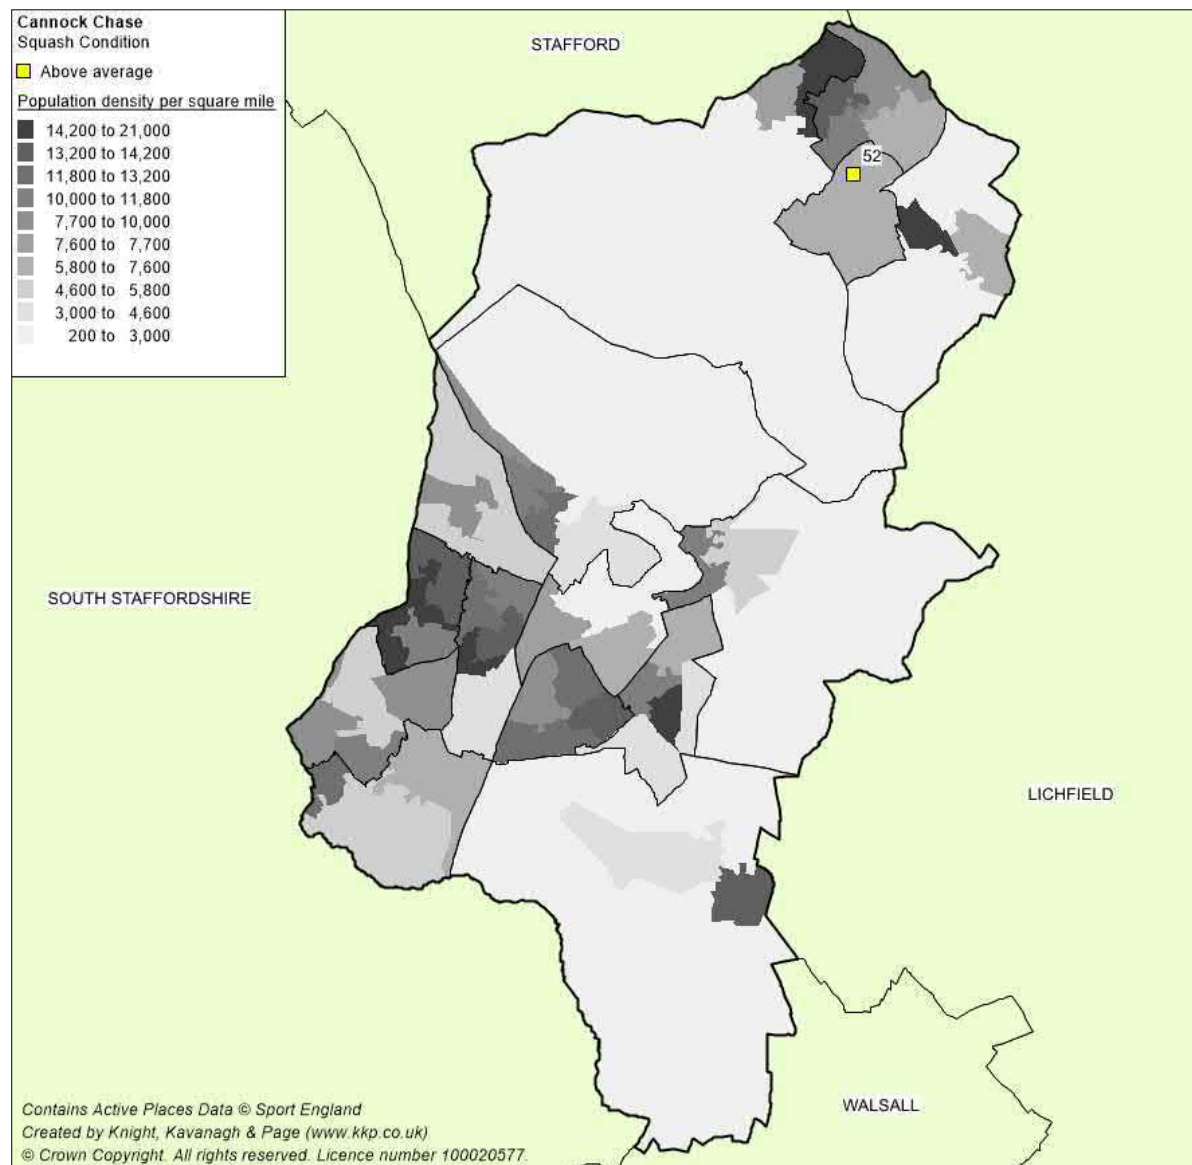 Cannock Chase
Squash Condition
Above average
Population density per square mile
14,200 to 21,000
13,200 to 14,200
11,800 to 13,200
10,000 to 11,800
7,700 to 10,000
7,600 to 7,700
5,800 to 7,600
4,600 to 5,800
3,000 to 4,600
200 to 3,000
STAFFORD
52
SOUTH STAFFORDSHIRE
LICHFIELD
WALSALL
Contains Active Places Data © Sport England
Created by Knight, Kavanagh & Page (www.kkp.co.uk)
© Crown Copyright. All rights reserved. Licence number 100020577.